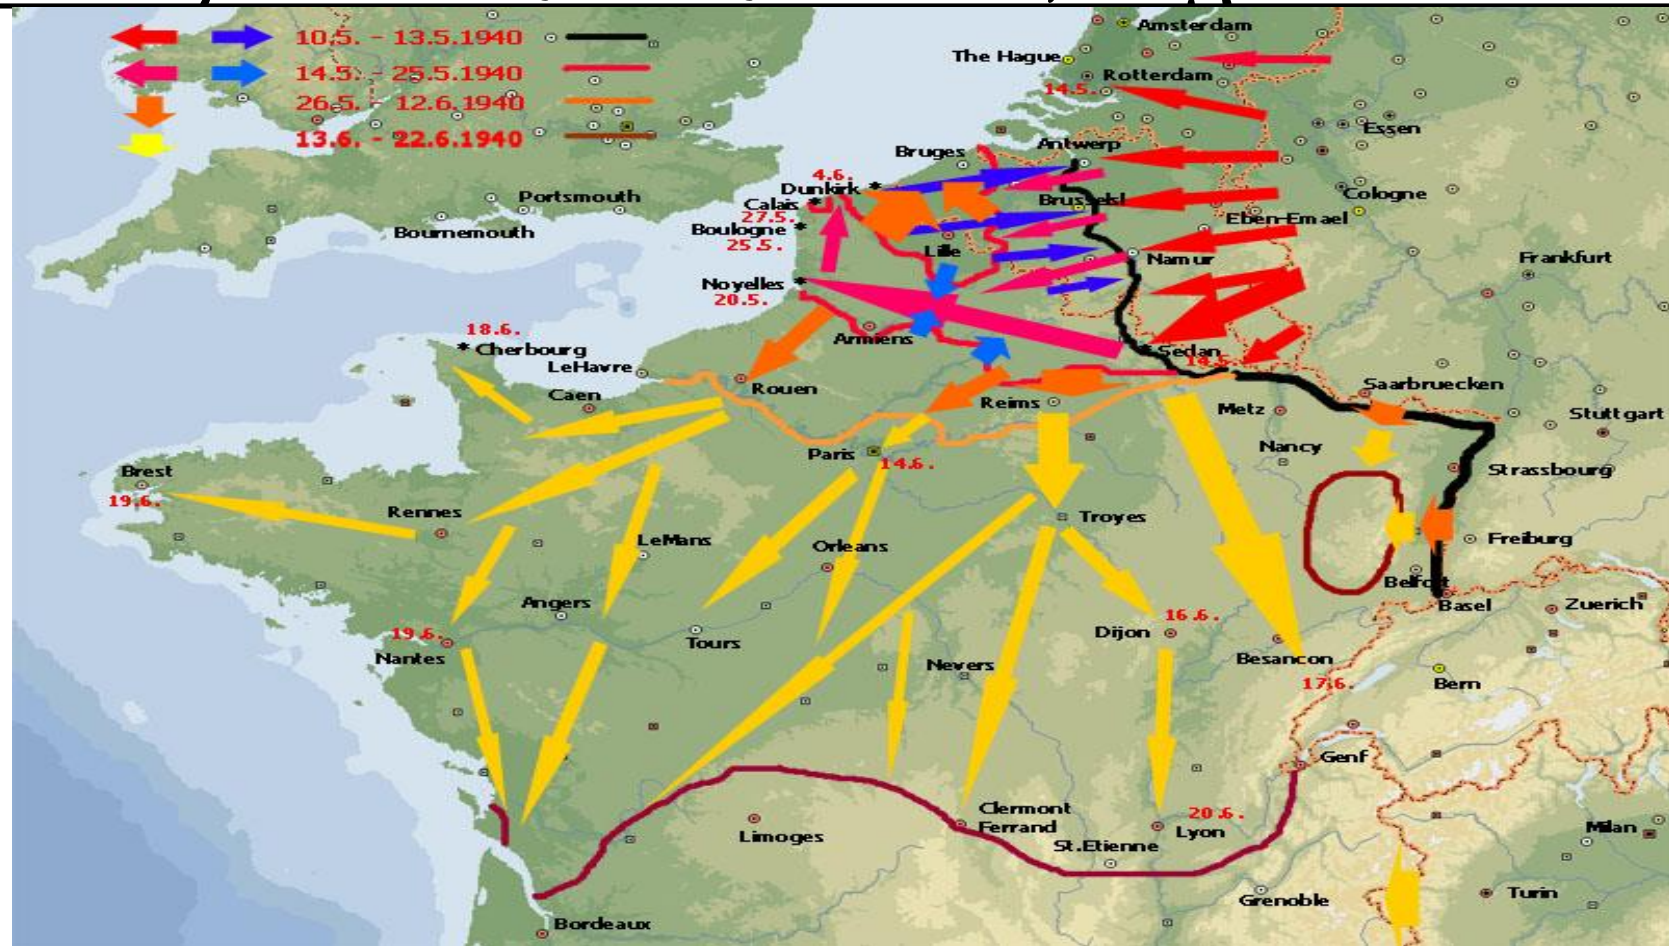 10.5. - 13.5.1940
14.5. - 25.5.1940
26.5. - 12.6.1940
13.6. - 22.6.1940
Amsterdam
The Hague
Rotterdam
14.5.
Essen
Antwerp
Bruges
4.6.
Dunkirk
Calais
27.5.
Boulogne
25.5.
Portsmouth
Bournemouth
Brussels!
Cologne
Eben-Emael
Lille
Namur
Frankfurt
Noyelles
20.5.
18.6.
Cherbourg
LeHavre
Armiens
Sedan
14.5.
Caen
Rouen
Reims
Saarbruecken
Metz
Stuttgart
Nancy
Paris
14.6.
Brest
19.6.
Strassbourg
Rennes
LeMans
Orleans
Troyes
Freiburg
Belfort
Basel
Zuerich
Angers
Tours
19.6.
Nantes
16.6.
Dijon
Nevers
Besancon
17.6.
Bern
Genf
Clermont
Ferrand
Limoges
20.6.
Lyon
St.Etienne
Milan
Grenoble
Turin
Bordeaux